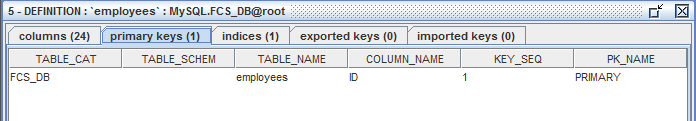 5 - DEFINITION : `employees` : MySQL.FCS_DB@root
columns (24) primary keys (1) indices (1) exported keys (0) imported keys (0)
TABLE_CAT TABLE_SCHEM TABLE_NAME COLUMN_NAME KEY_SEQ PK_NAME
FCS_DB employees ID 1 PRIMARY